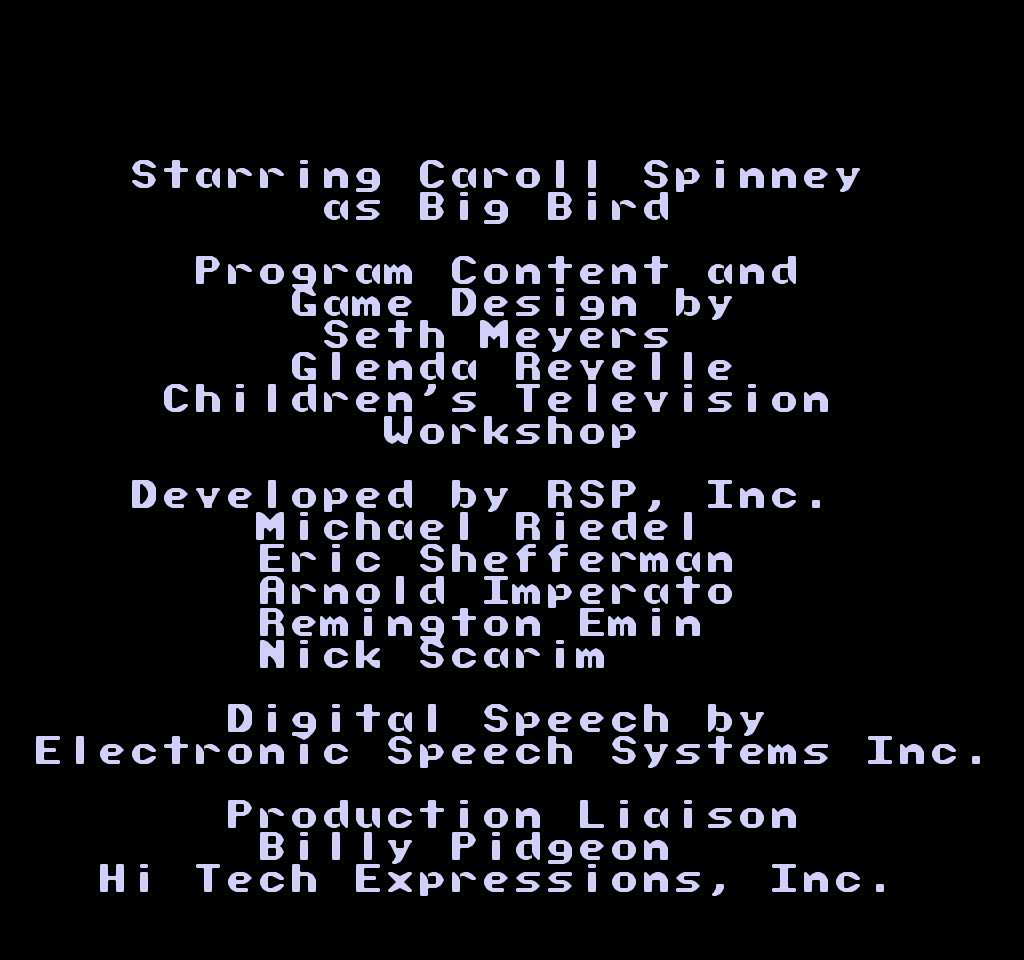 Starring Caroll Spinney
as Big Bird
Program Content and
Game Design by
Seth Meyers
Glenda Revelle
Children's Television
Workshop
Developed by RSP, Inc.
Michael Riedel
Eric Shefferman
Arnold Imperato
Remington Emin
Nick Scarim
Digital Speech by
Electronic Speech Systems Inc.
Production Liaison
Billy Pidgeon
Hi Tech Expressions, Inc.